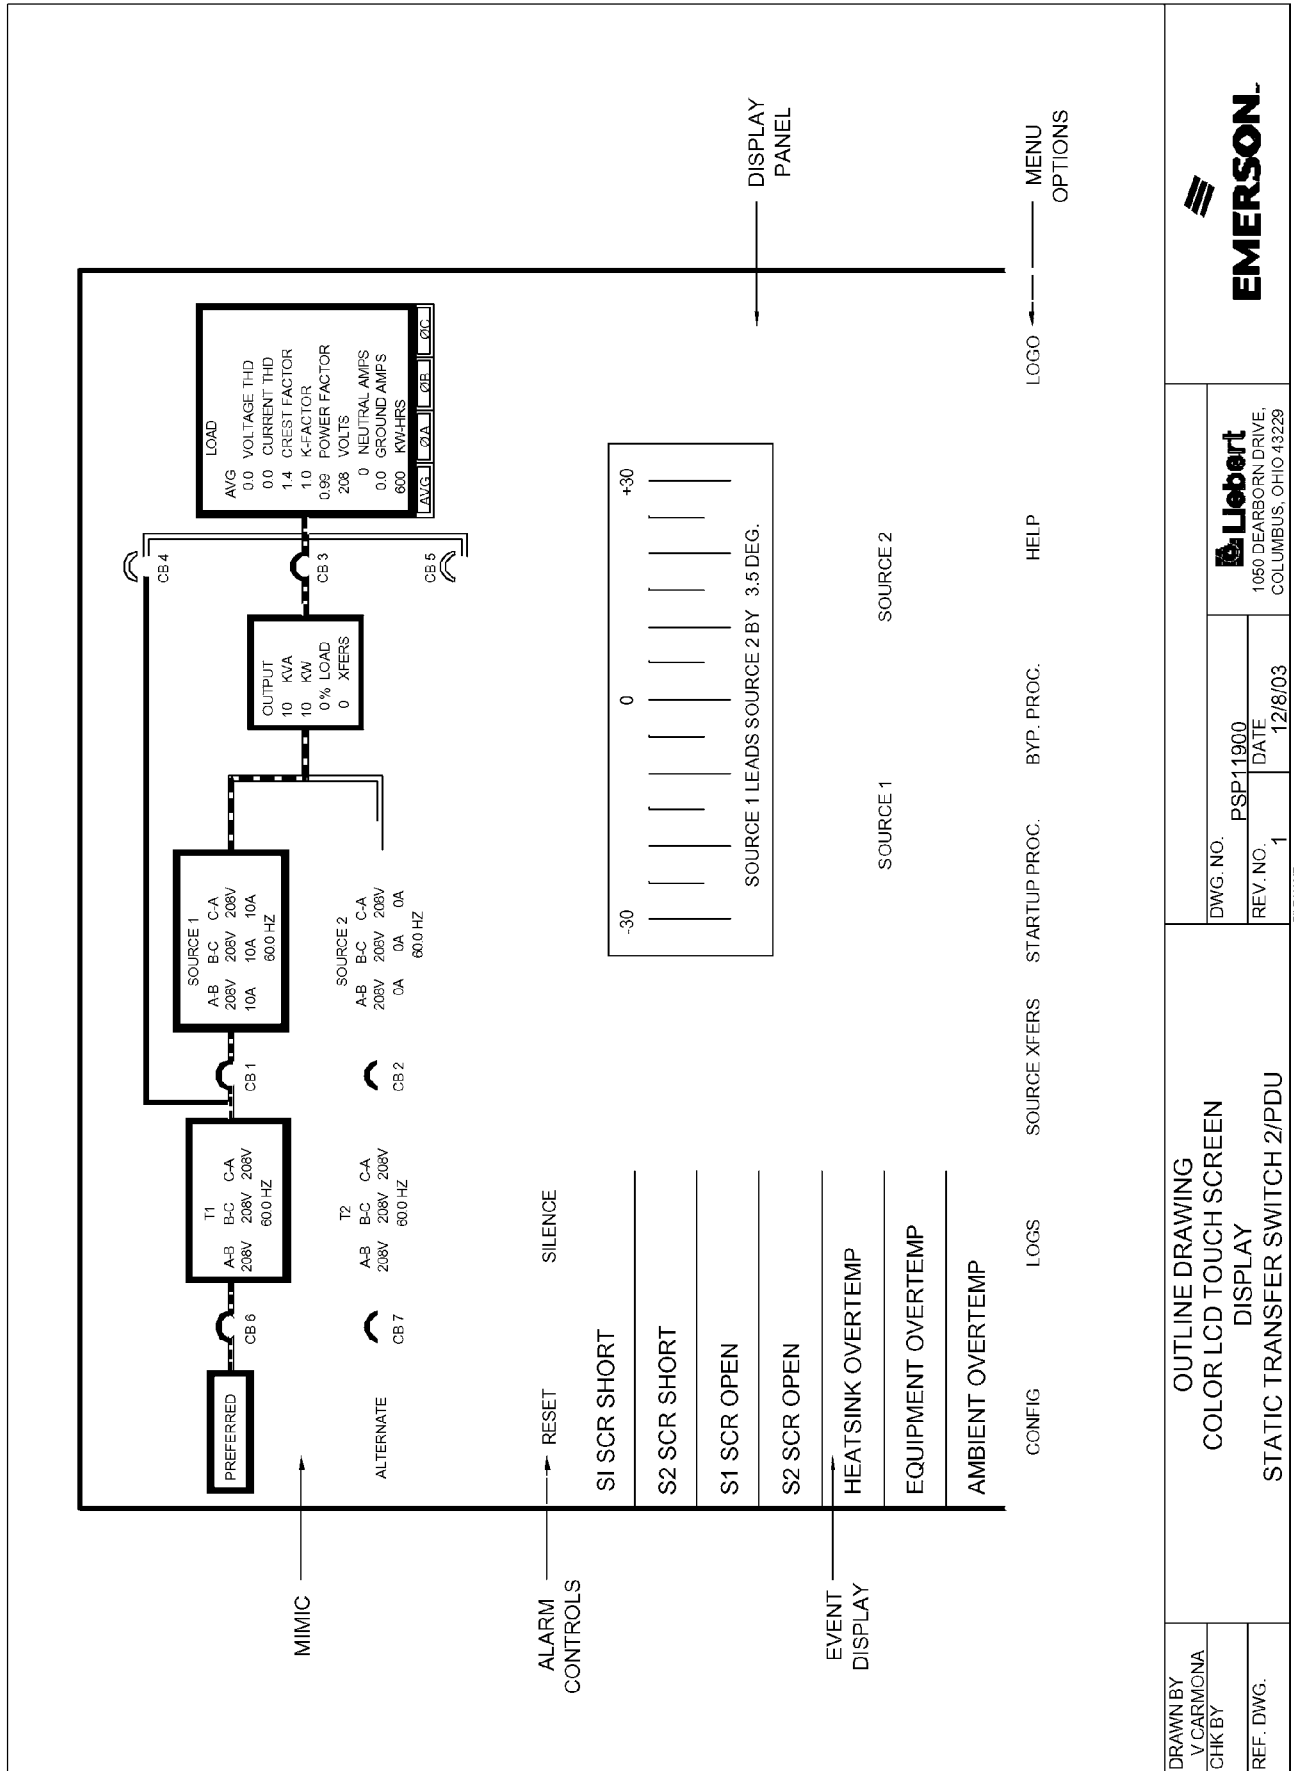 LOAD
AVG
0.0 VOLTAGE THD
0.0 CURRENT THD
1.4 CREST FACTOR
1.0 K-FACTOR
0.99 POWER FACTOR
208 VOLTS
0 NEUTRAL AMPS
0.0 GROUND AMPS
600 KW-HRS
AVG ØA ØB ØC
CB 4
CB 3
CB 5
OUTPUT
10 KVA
10 KW
0% LOAD
0 XFERS
SOURCE 1
A-B B-C C-A
208V 208V 208V
10A 10A 10A
60.0 HZ
SOURCE 2
A-B B-C C-A
208V 208V 208V
0A 0A 0A
60.0 HZ
CB 1
CB 2
T1
A-B B-C C-A
208V 208V 208V
60.0 HZ
T2
A-B B-C C-A
208V 208V 208V
60.0 HZ
CB 6
CB 7
PREFERRED
ALTERNATE
MIMIC
ALARM
CONTROLS
RESET SILENCE
SI SCR SHORT
S2 SCR SHORT
S1 SCR OPEN
S2 SCR OPEN
HEATSINK OVERTEMP
EQUIPMENT OVERTEMP
AMBIENT OVERTEMP
EVENT
DISPLAY
-30 0 +30
SOURCE 1 LEADS SOURCE 2 BY 3.5 DEG.
SOURCE 1 SOURCE 2
DISPLAY
PANEL
CONFIG LOGS SOURCE XFERS STARTUP PROC. BYP. PROC. HELP LOGO
MENU
OPTIONS
DRAWN BY
V CARMONA
CHK BY
REF. DWG.
OUTLINE DRAWING
COLOR LCD TOUCH SCREEN
DISPLAY
STATIC TRANSFER SWITCH 2/PDU
DWG. NO.
PSP11900
REV. NO.
1
DATE
12/8/03
Liebert
1050 DEARBORN DRIVE,
COLUMBUS, OHIO 43229
EMERSON